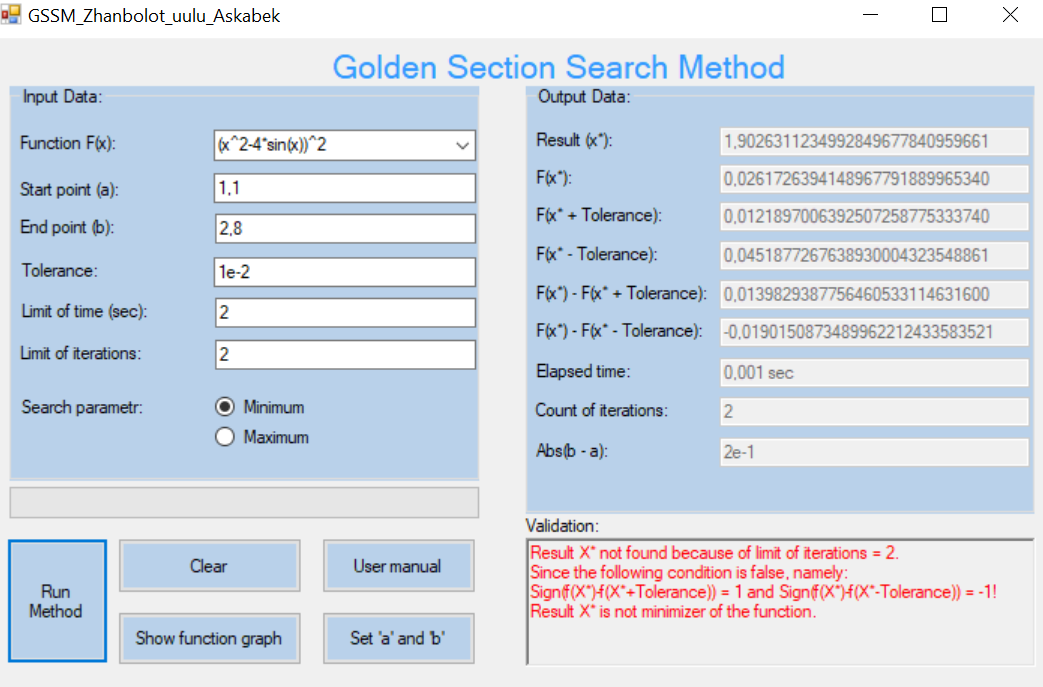 GSSM_Zhanbolot_uulu_Askabek
Golden Section Search Method
Input Data:
Function F(x): (x^2-4*sin(x))^2
Start point (a): 1,1
End point (b): 2,8
Tolerance: 1e-2
Limit of time (sec): 2
Limit of iterations: 2
Search parametr: Minimum
Maximum
Run
Method
Clear
User manual
Show function graph
Set 'a' and 'b'
Output Data:
Result (x*): 1,9026311234992849677840959661
F(x*): 0,0261726394148967791889965340
F(x* + Tolerance): 0,0121897006392507258775333740
F(x* - Tolerance): 0,0451877267638930004323548861
F(x*) - F(x* + Tolerance): 0,0139829387756460533114631600
F(x*) - F(x* - Tolerance): -0,0190150873489962212433583521
Elapsed time: 0,001 sec
Count of iterations: 2
Abs(b - a): 2e-1
Validation:
Result X* not found because of limit of iterations = 2.
Since the following condition is false, namely:
Sign(f(X*)-f(X*+Tolerance)) = 1 and Sign(f(X*)-f(X*-Tolerance)) = -1!
Result X* is not minimizer of the function.